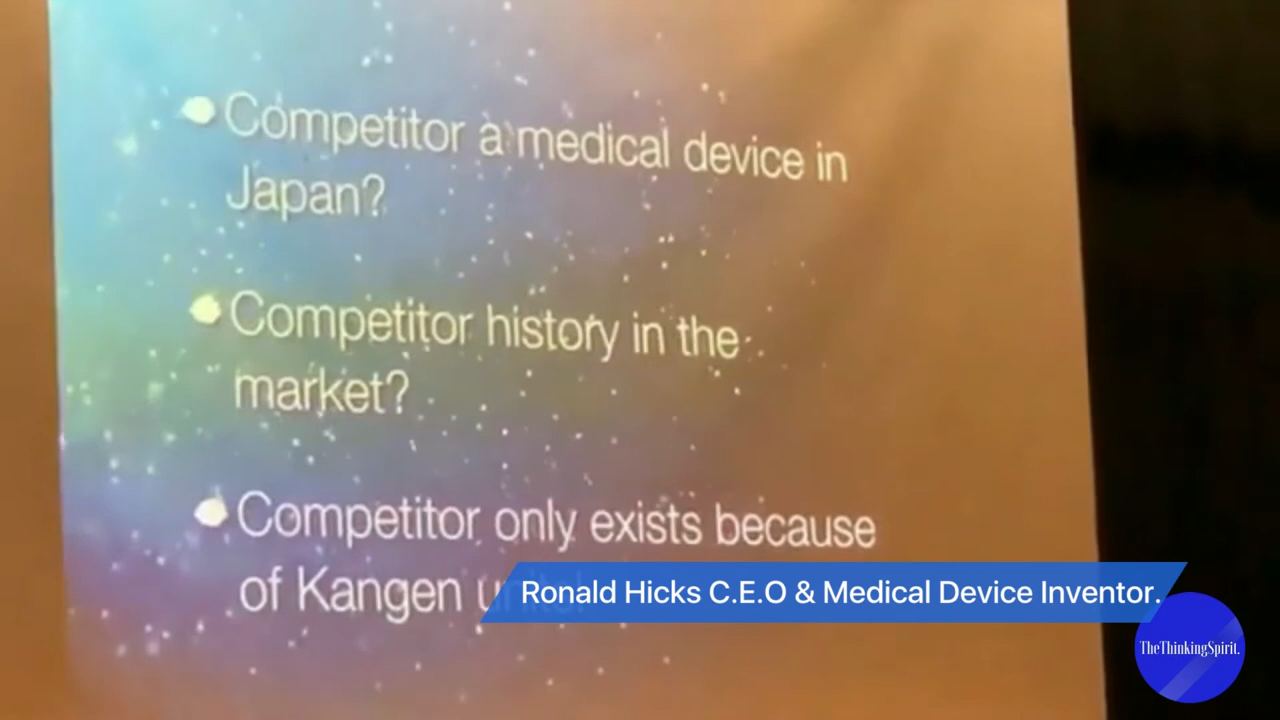 Competitor a medical device in
Japan?
Competitor history in the
market?
Competitor only exists because
of Kangen units!
Ronald Hicks C.E.O & Medical Device Inventor.
TheThinkingSpirit.